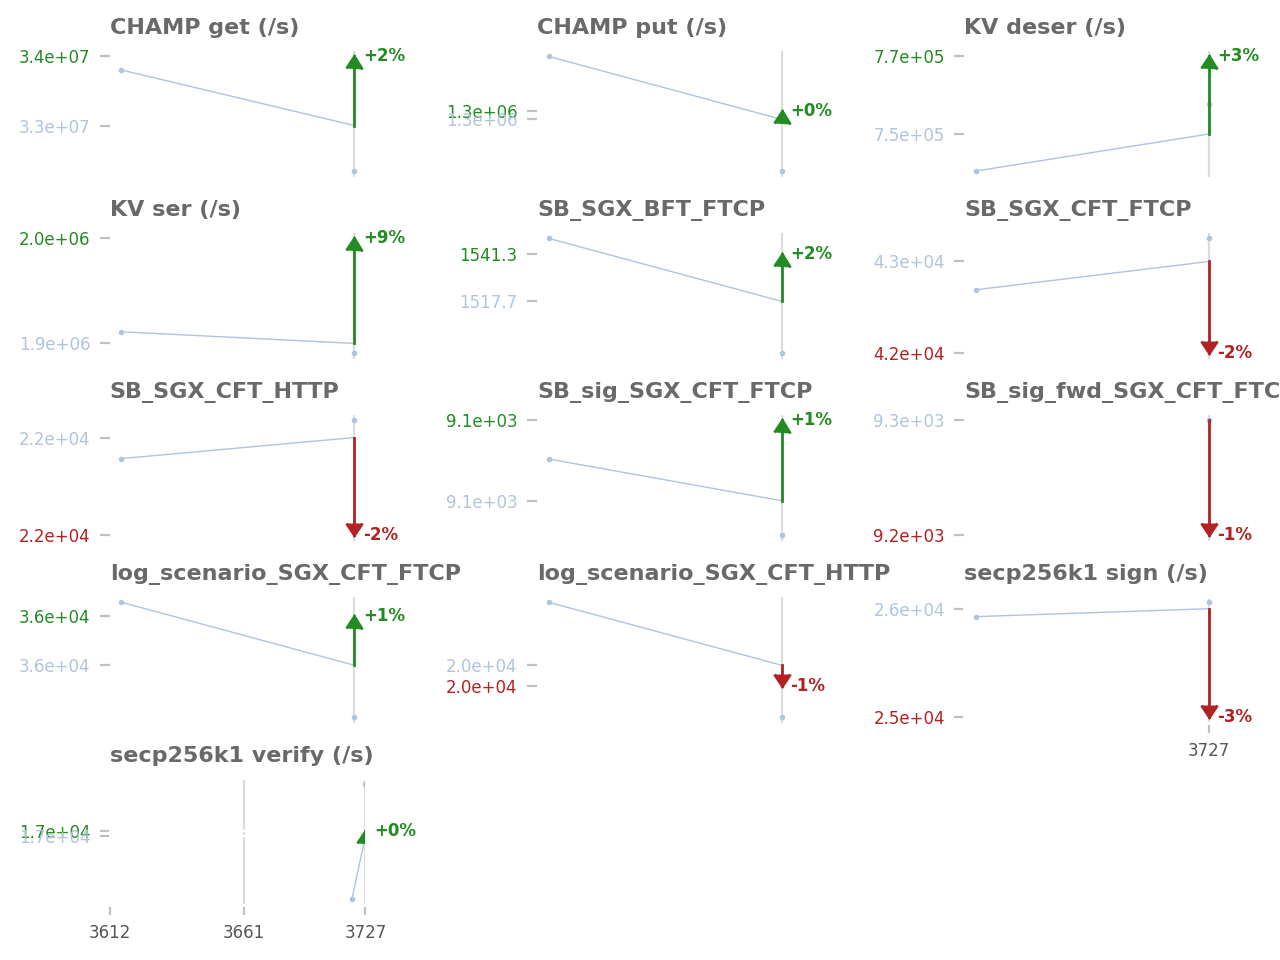 CHAMP get (/s)
3.4e+07
+2%
3.3e+07
CHAMP put (/s)
1.3e+06
+0%
1.3e+06
KV deser (/s)
7.7e+05
+3%
7.5e+05
KV ser (/s)
2.0e+06
+9%
1.9e+06
SB_SGX_BFT_FTCP
1541.3
+2%
1517.7
SB_SGX_CFT_FTCP
4.3e+04
4.2e+04
-2%
SB_SGX_CFT_HTTP
2.2e+04
2.2e+04
-2%
SB_sig_SGX_CFT_FTCP
9.1e+03
+1%
9.1e+03
SB_sig_fwd_SGX_CFT_FTC
9.3e+03
9.2e+03
-1%
log_scenario_SGX_CFT_FTCP
3.6e+04
+1%
3.6e+04
log_scenario_SGX_CFT_HTTP
2.0e+04
2.0e+04
-1%
secp256k1 sign (/s)
2.6e+04
2.5e+04
-3%
3727
secp256k1 verify (/s)
1.7e+04
+0%
1.7e+04
3612
3661
3727